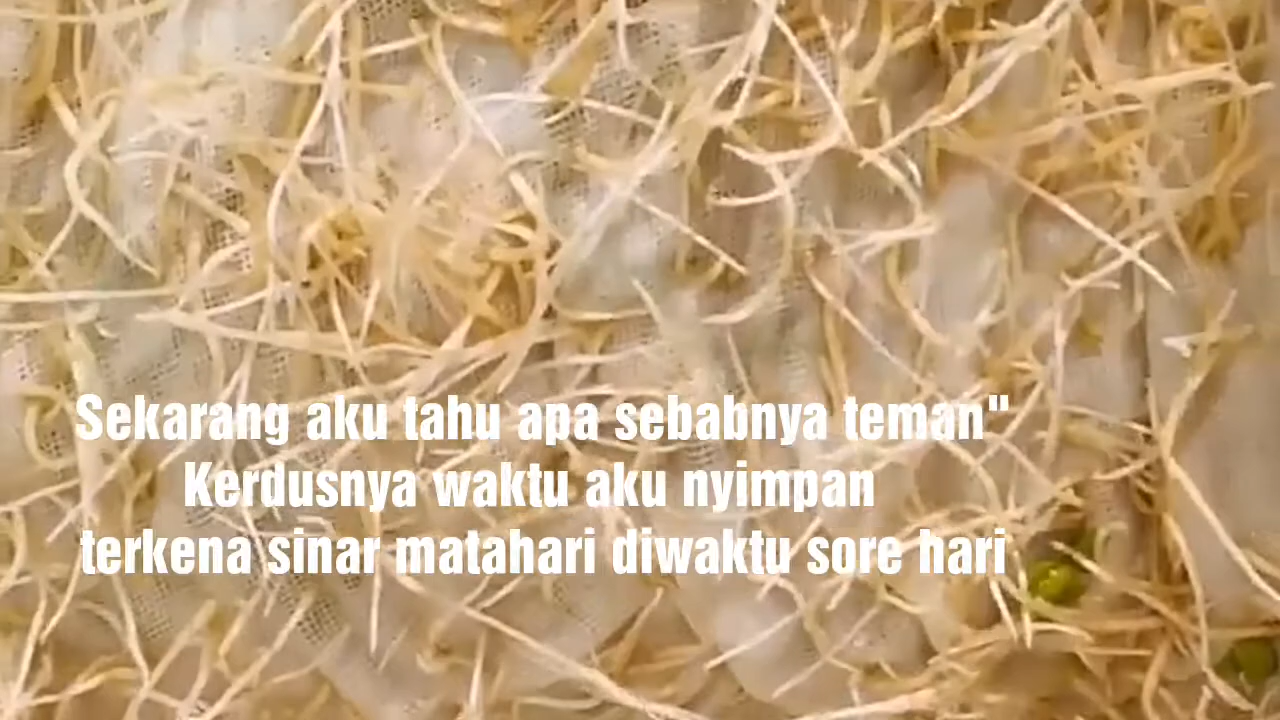 Sekarang aku tahu apa sebabnya teman"
Kerdusnya waktu aku nyimpan
terkena sinar matahari diwaktu sore hari